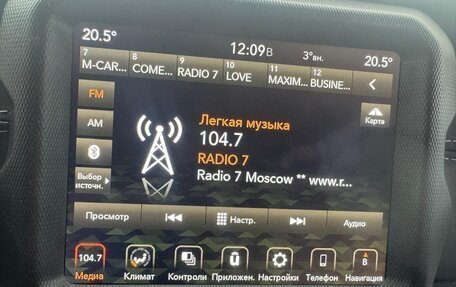 20.5° 12:09 В 3°вн. 20.5°
7 8 9 10 11 12
M-CAR... COME... RADIO 7 LOVE MAXIM... BUSINE...
FM
AM
Выбор источн.
Легкая музыка
104.7
RADIO 7
Radio 7 Moscow ** www.r...
Карта
Просмотр Настр. Аудио
104.7 В
Медиа Климат Контроли Приложен. Настройки Телефон Навигация